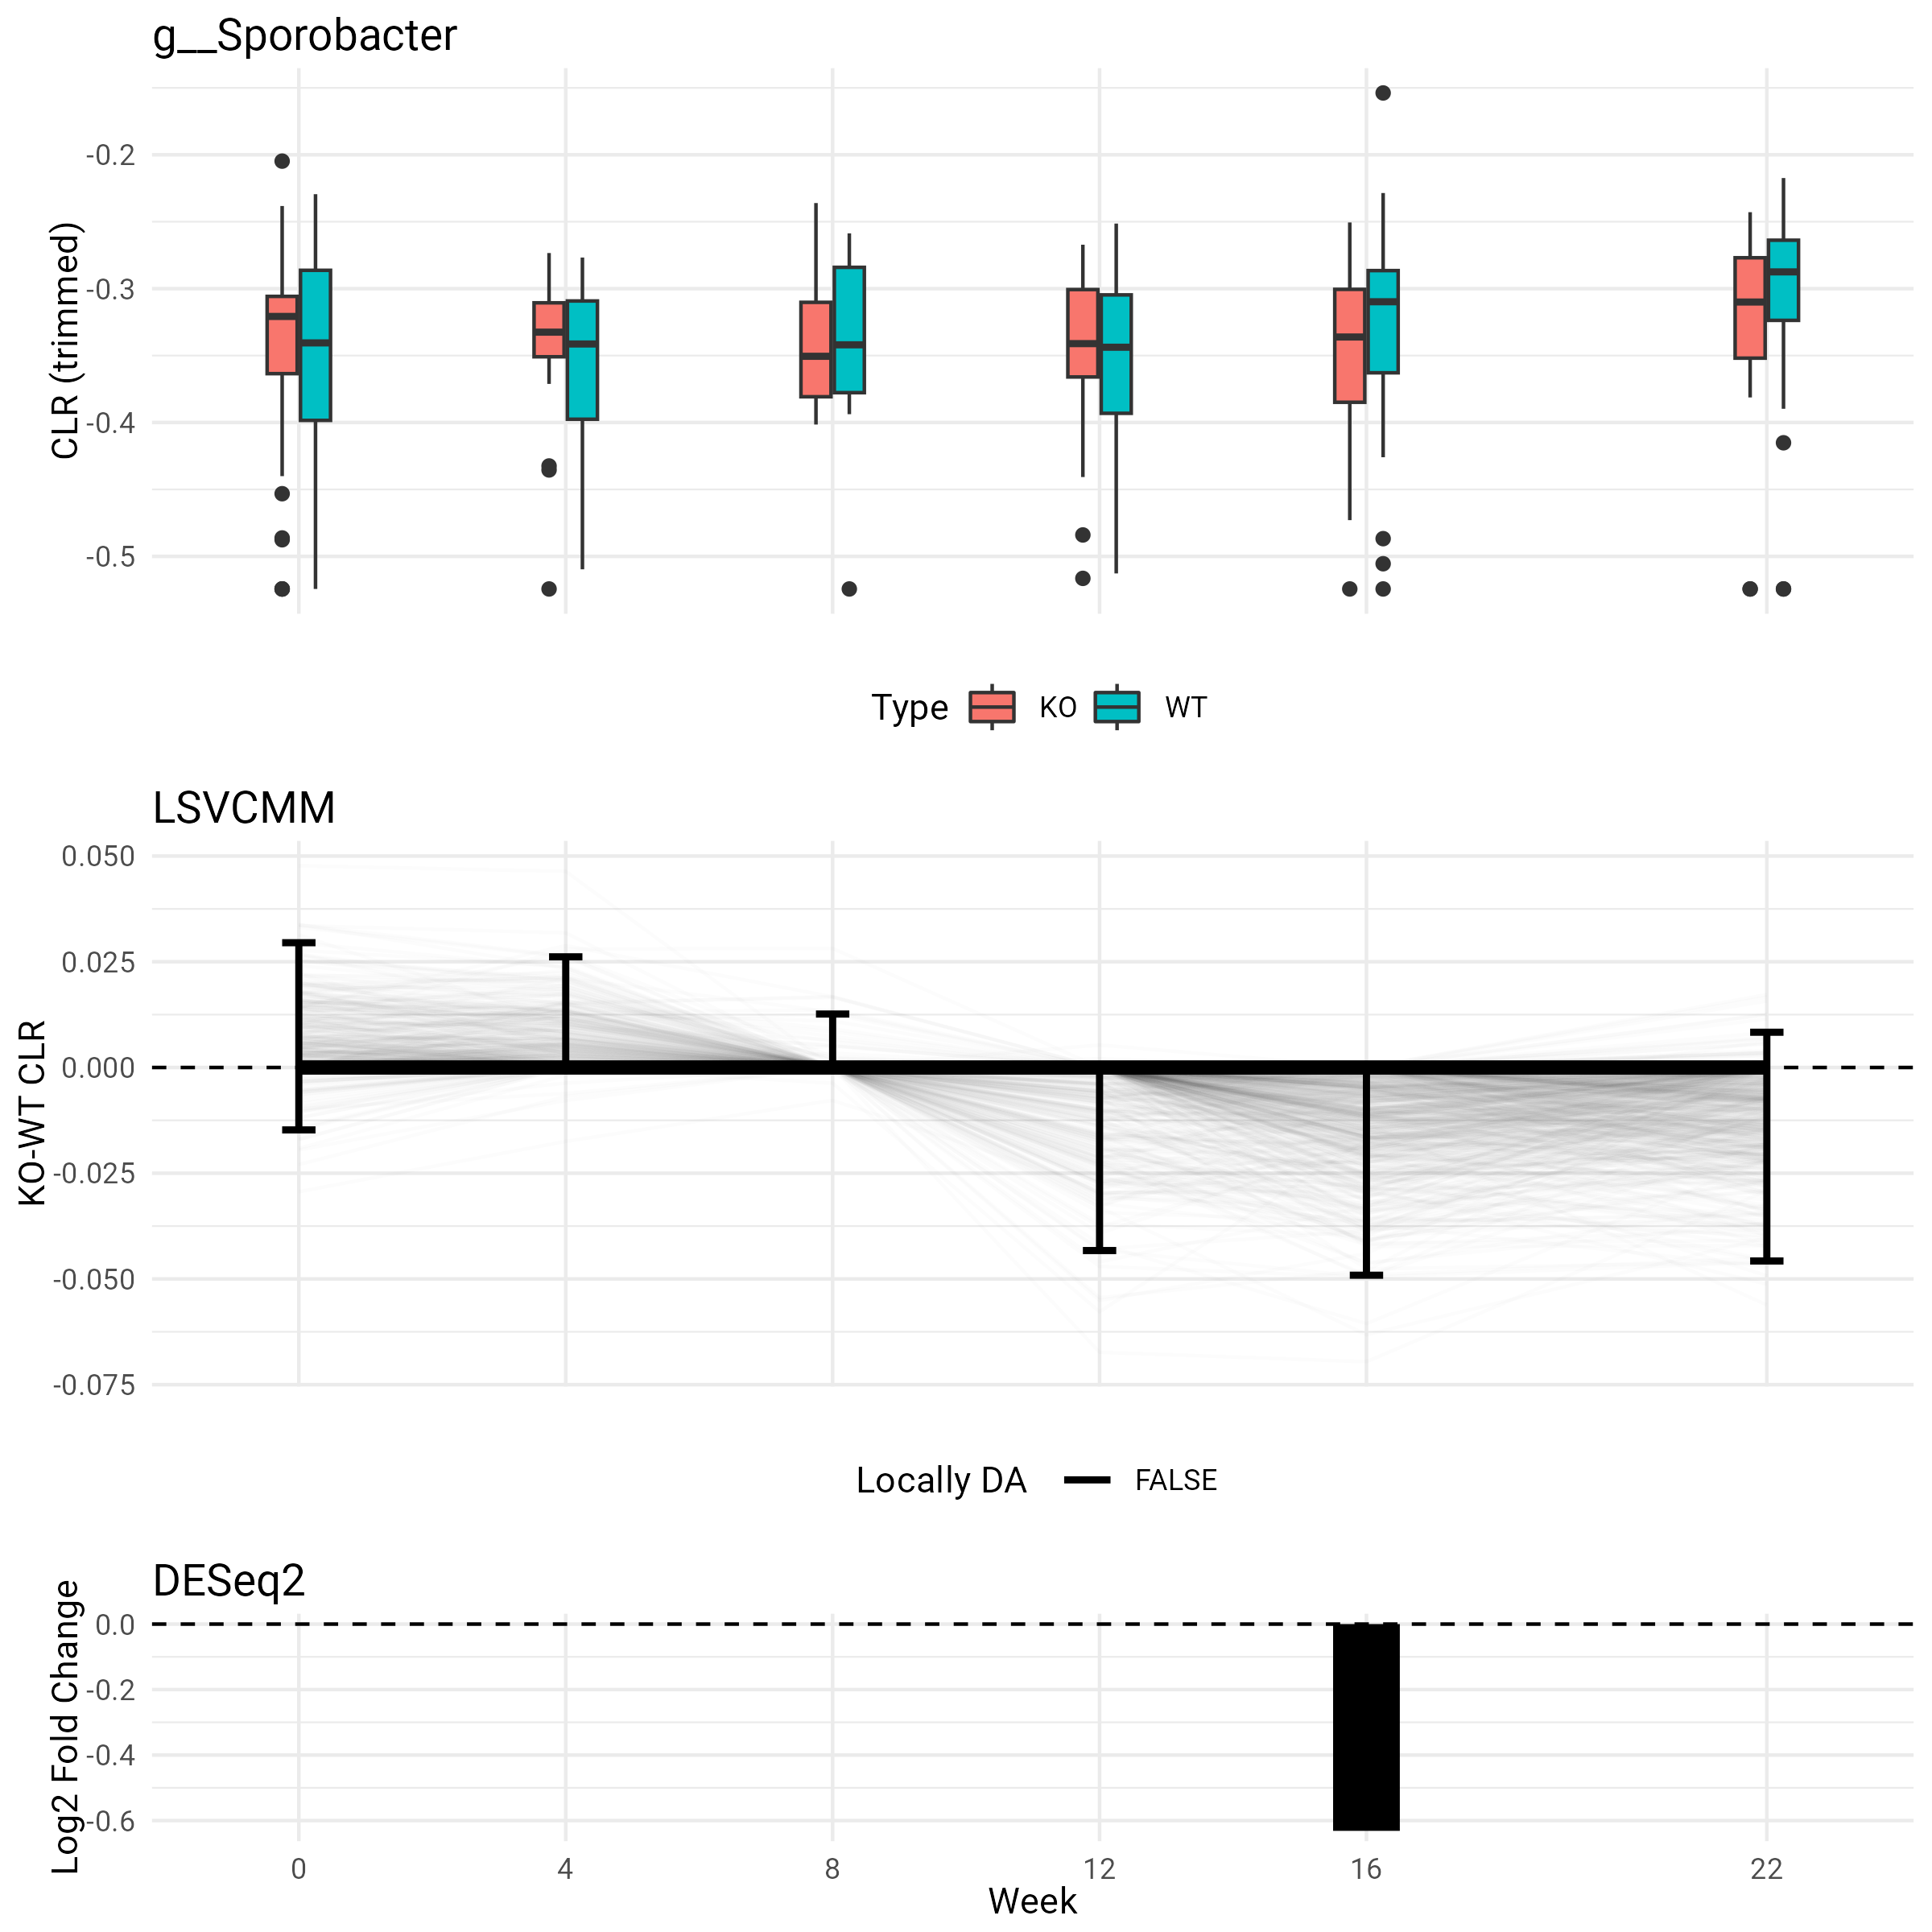 g__Sporobacter
CLR (trimmed)
-0.2
-0.3
-0.4
-0.5
Type KO WT
LSVCMM
KO-WT CLR
0.050
0.025
0.000
-0.025
-0.050
-0.075
Locally DA FALSE
DESeq2
Log2 Fold Change
0.0
-0.2
-0.4
-0.6
0 4 8 12 16 22
Week